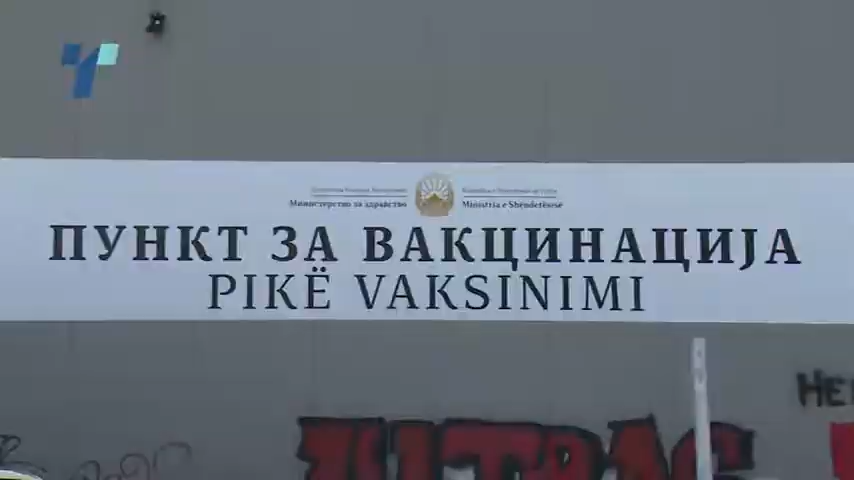 Министерство за здравство
Ministria e Shëndetësisë
ПУНКТ ЗА ВАКЦИНАЦИЈА
PIKË VAKSINIMI